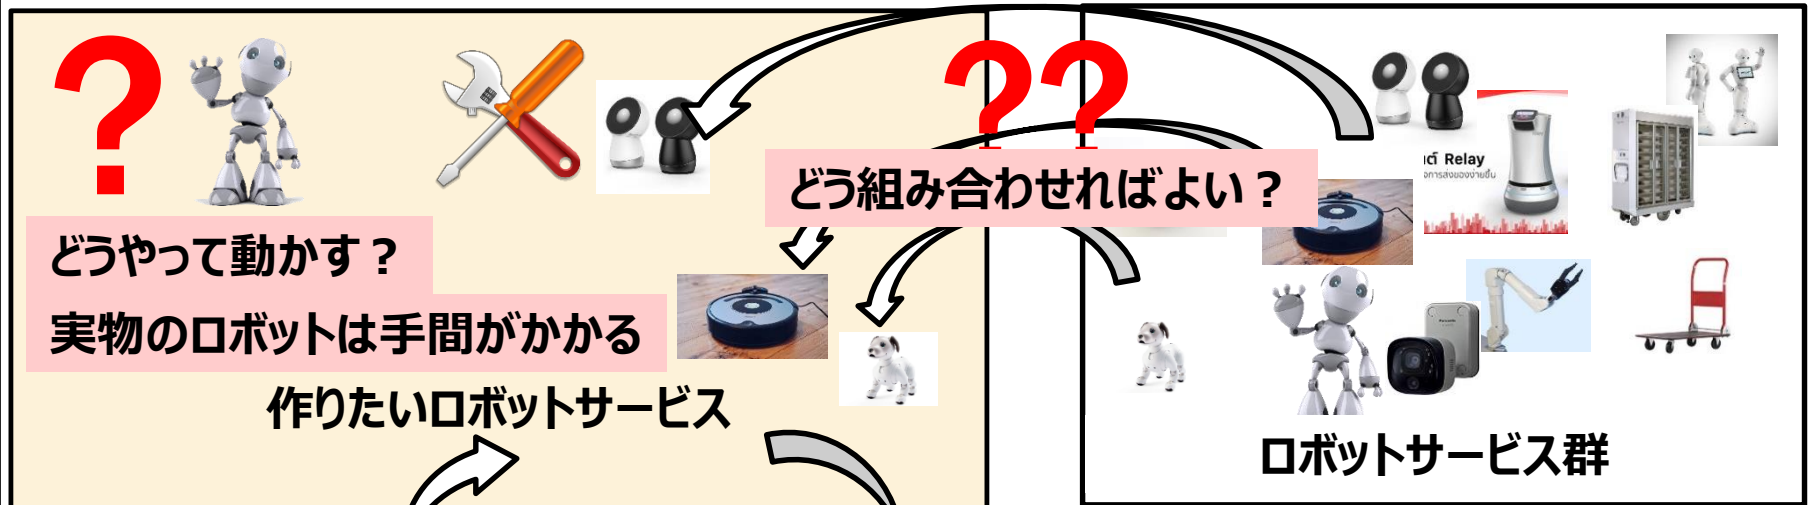 ?
??
どう組み合わせればよい？
どうやって動かす？
実物のロボットは手間がかかる
作りたいロボットサービス
Relay
ロボットサービス群